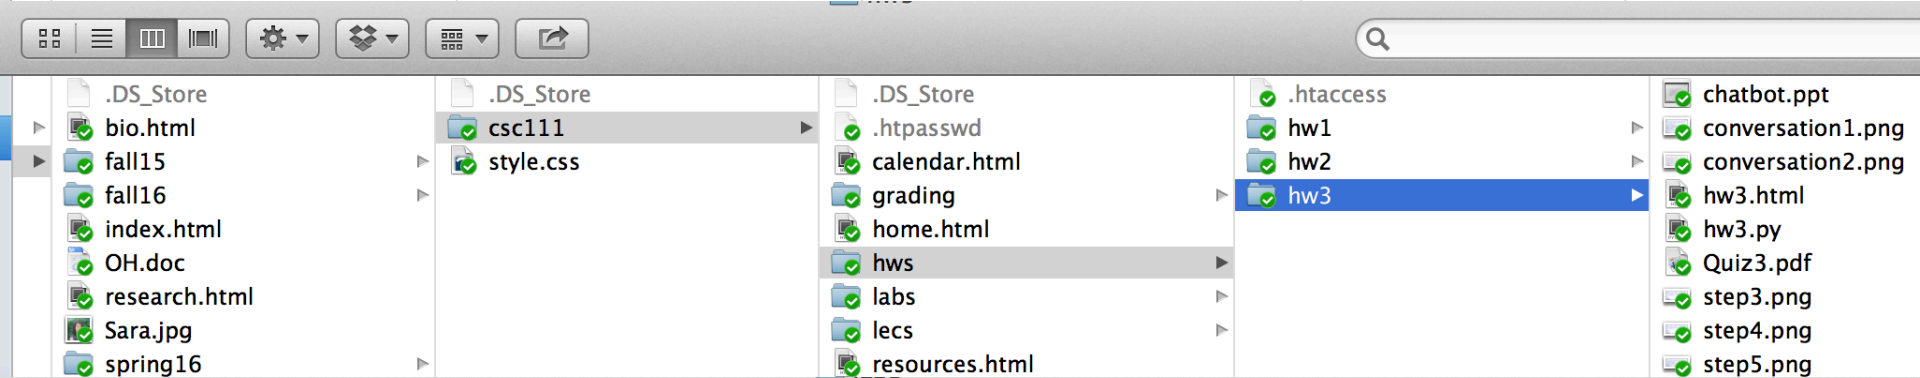 .DS_Store
bio.html
fall15
fall16
index.html
OH.doc
research.html
Sara.jpg
spring16
.DS_Store
csc111
style.css
.DS_Store
.htpasswd
calendar.html
grading
home.html
hws
labs
lecs
resources.html
.htaccess
hw1
hw2
hw3
chatbot.ppt
conversation1.png
conversation2.png
hw3.html
hw3.py
Quiz3.pdf
step3.png
step4.png
step5.png